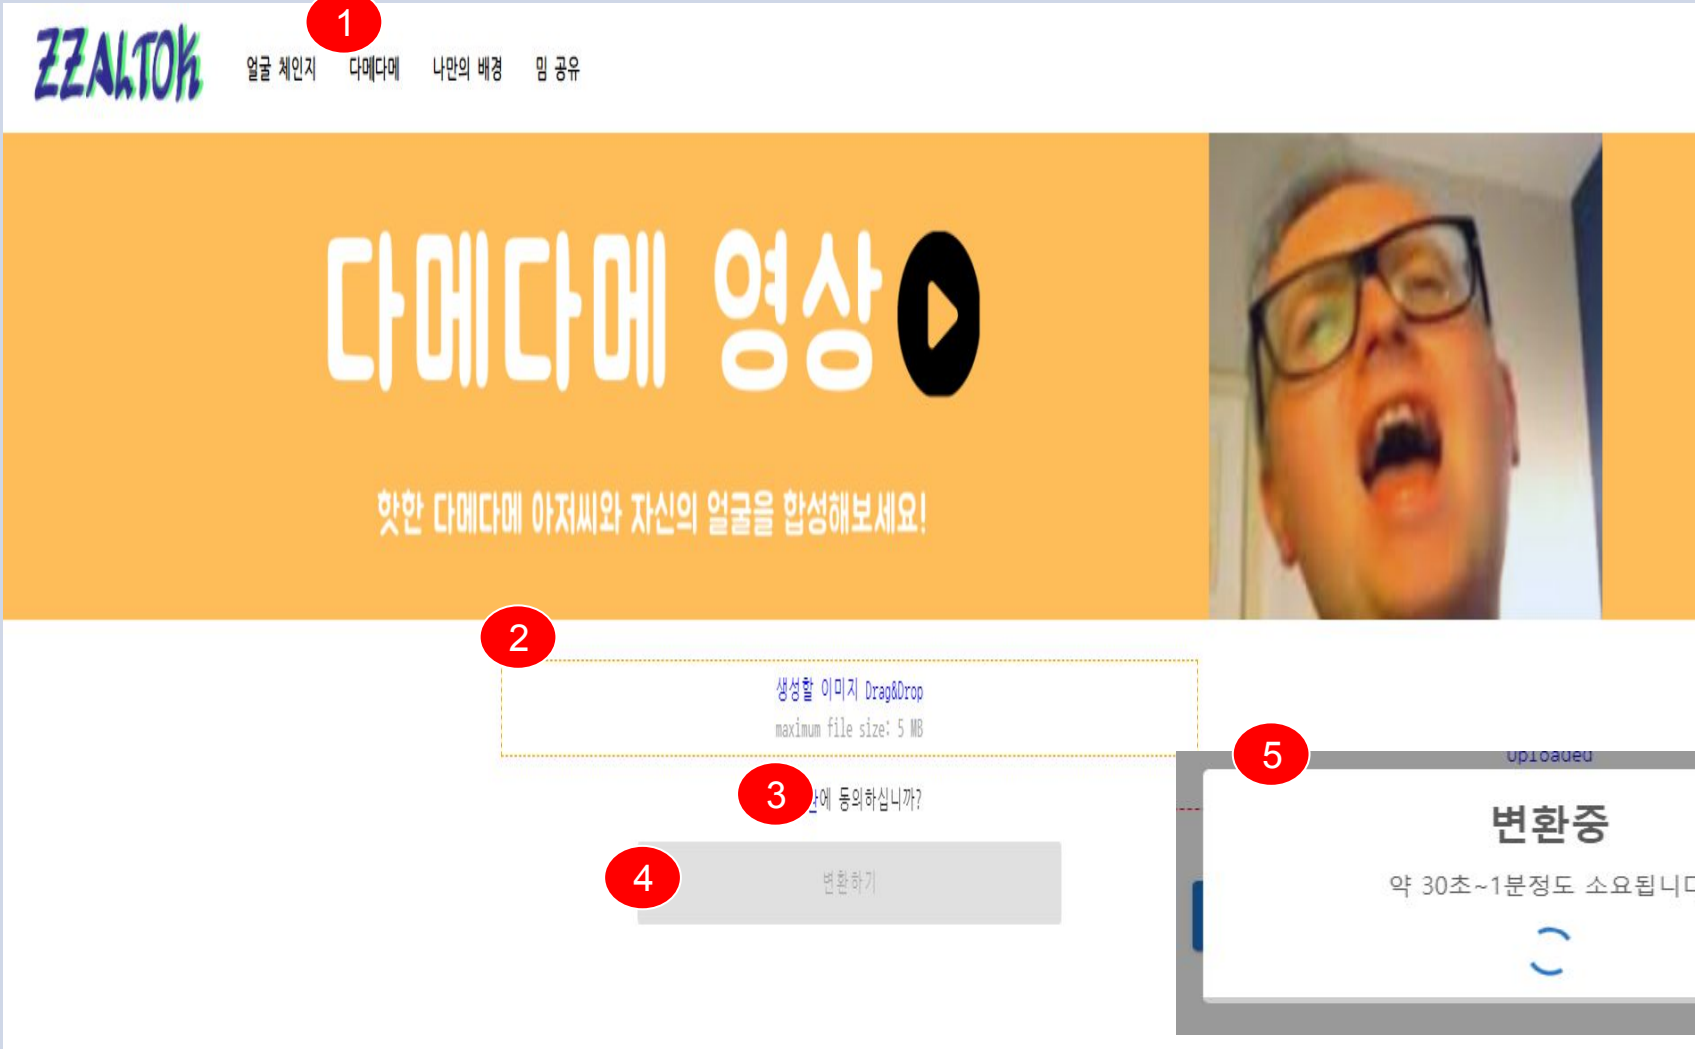 1
ZZALTOK
얼굴 체인지 다메다메 나만의 배경 밈 공유
다메다메 영상
핫한 다메다메 아저씨와 자신의 얼굴을 합성해보세요!
2
생성할 이미지 Drag&Drop
maximum file size: 5 MB
3 에 동의하십니까?
4 변환하기
5
Uploaded
변환중
약 30초~1분정도 소요됩니다